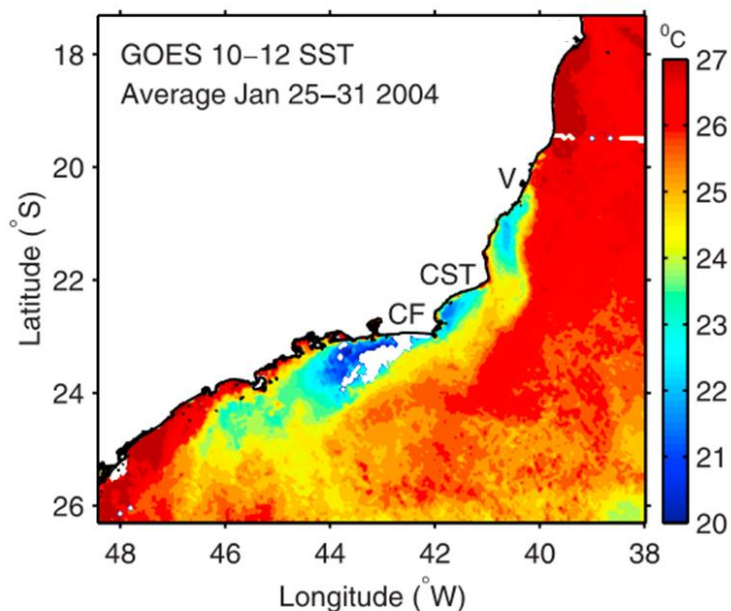 GOES 10–12 SST
Average Jan 25–31 2004
°C
27
26
25
24
23
22
21
20
V
CST
CF
18
20
22
24
26
Latitude (°S)
48
46
44
42
40
38
Longitude (°W)